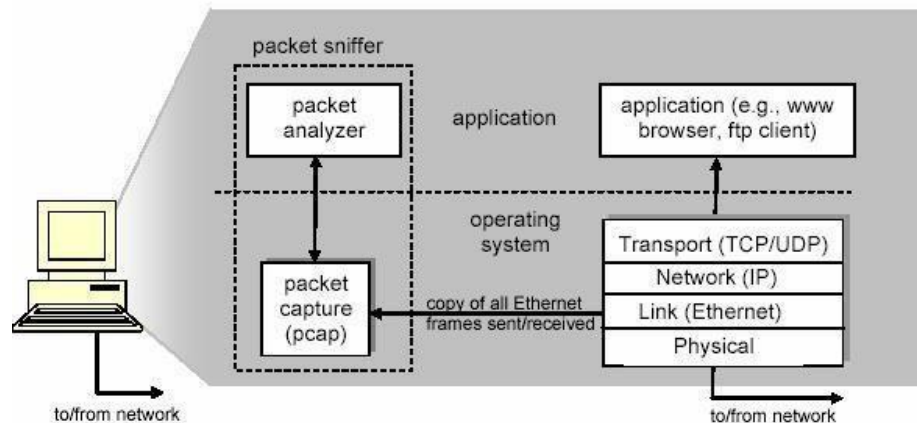 packet sniffer
packet
analyzer
application
application (e.g., www
browser, ftp client)
operating
system
packet
capture
(pcap)
copy of all Ethernet
frames sent/received
Transport (TCP/UDP)
Network (IP)
Link (Ethernet)
Physical
to/from network
to/from network